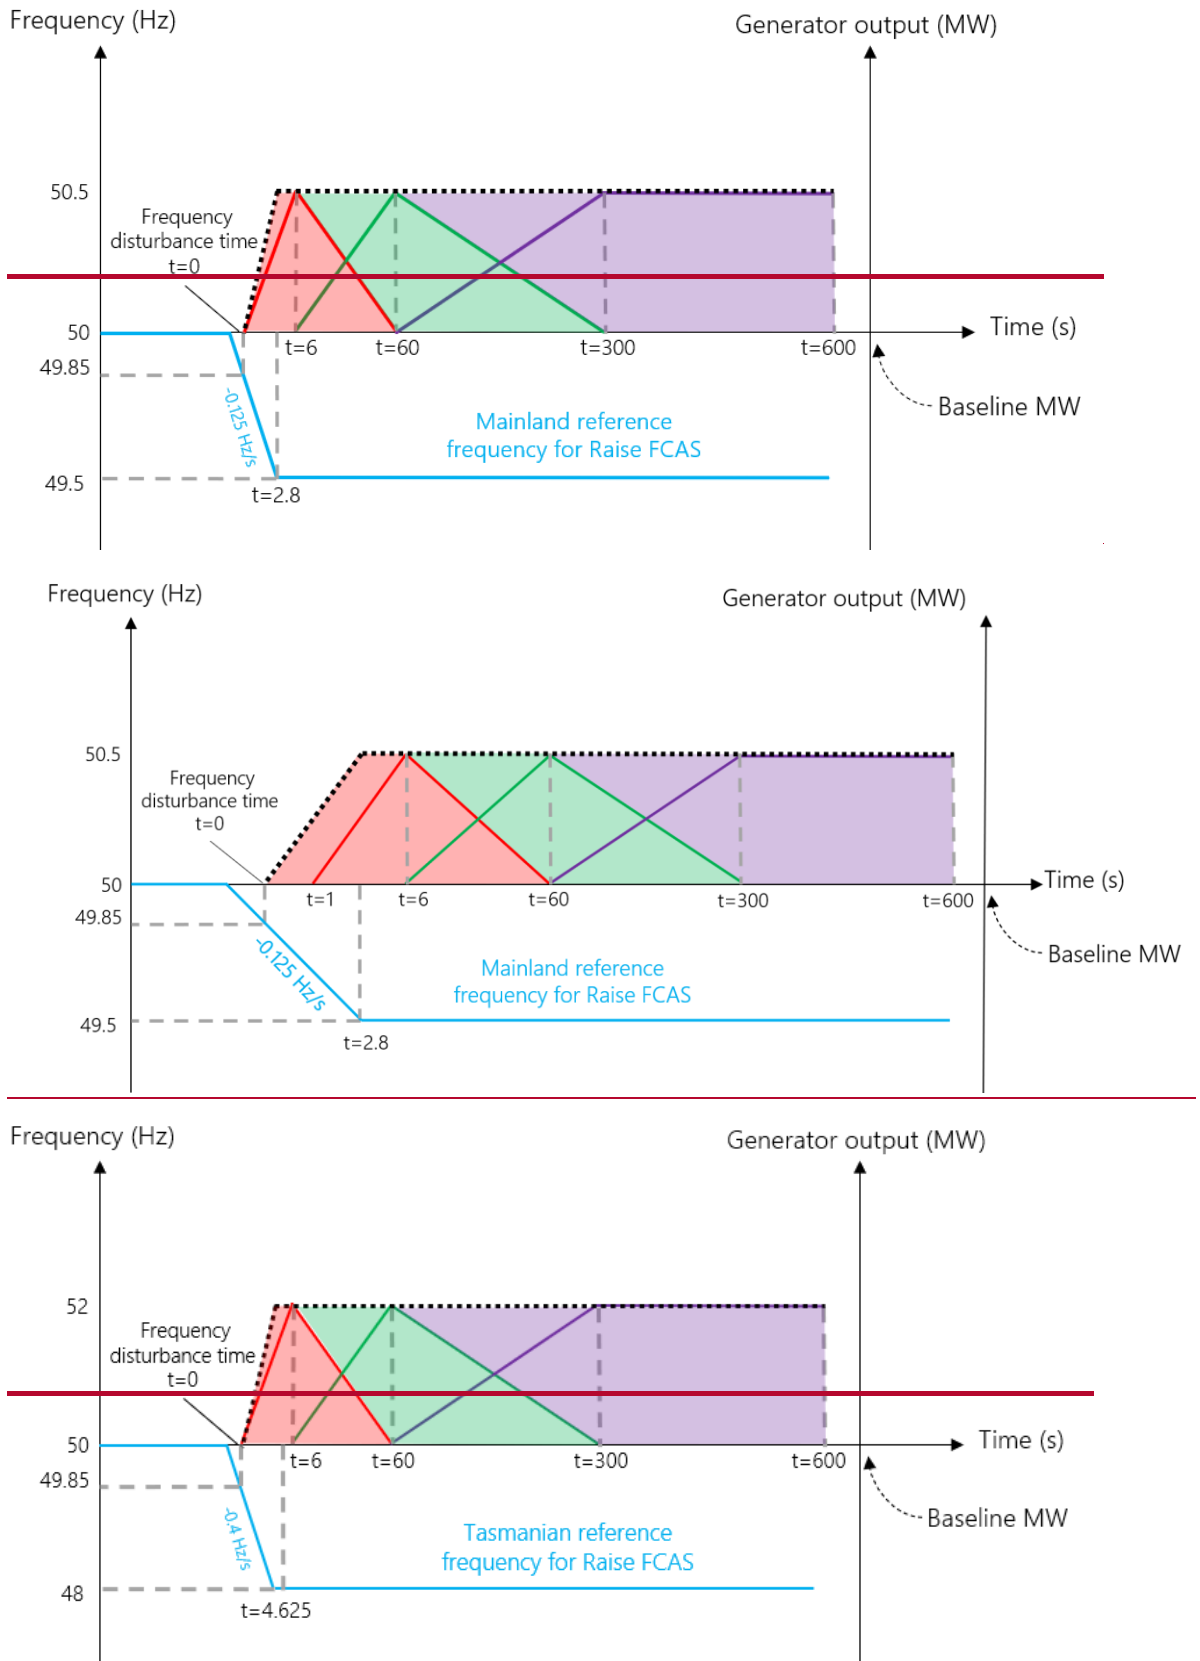 Frequency (Hz)
Generator output (MW)
50.5
Frequency
disturbance time
t=0
50
t=6
t=60
t=300
t=600
Time (s)
49.85
-0.125 Hz/s
Baseline MW
Mainland reference
frequency for Raise FCAS
49.5
t=2.8
Frequency (Hz)
Generator output (MW)
50.5
Frequency
disturbance time
t=0
50
t=1
t=6
t=60
t=300
t=600
Time (s)
49.85
-0.125 Hz/s
Baseline MW
Mainland reference
frequency for Raise FCAS
49.5
t=2.8
Frequency (Hz)
Generator output (MW)
52
Frequency
disturbance time
t=0
50
t=6
t=60
t=300
t=600
Time (s)
49.85
-0.4 Hz/s
Baseline MW
Tasmanian reference
frequency for Raise FCAS
48
t=4.625